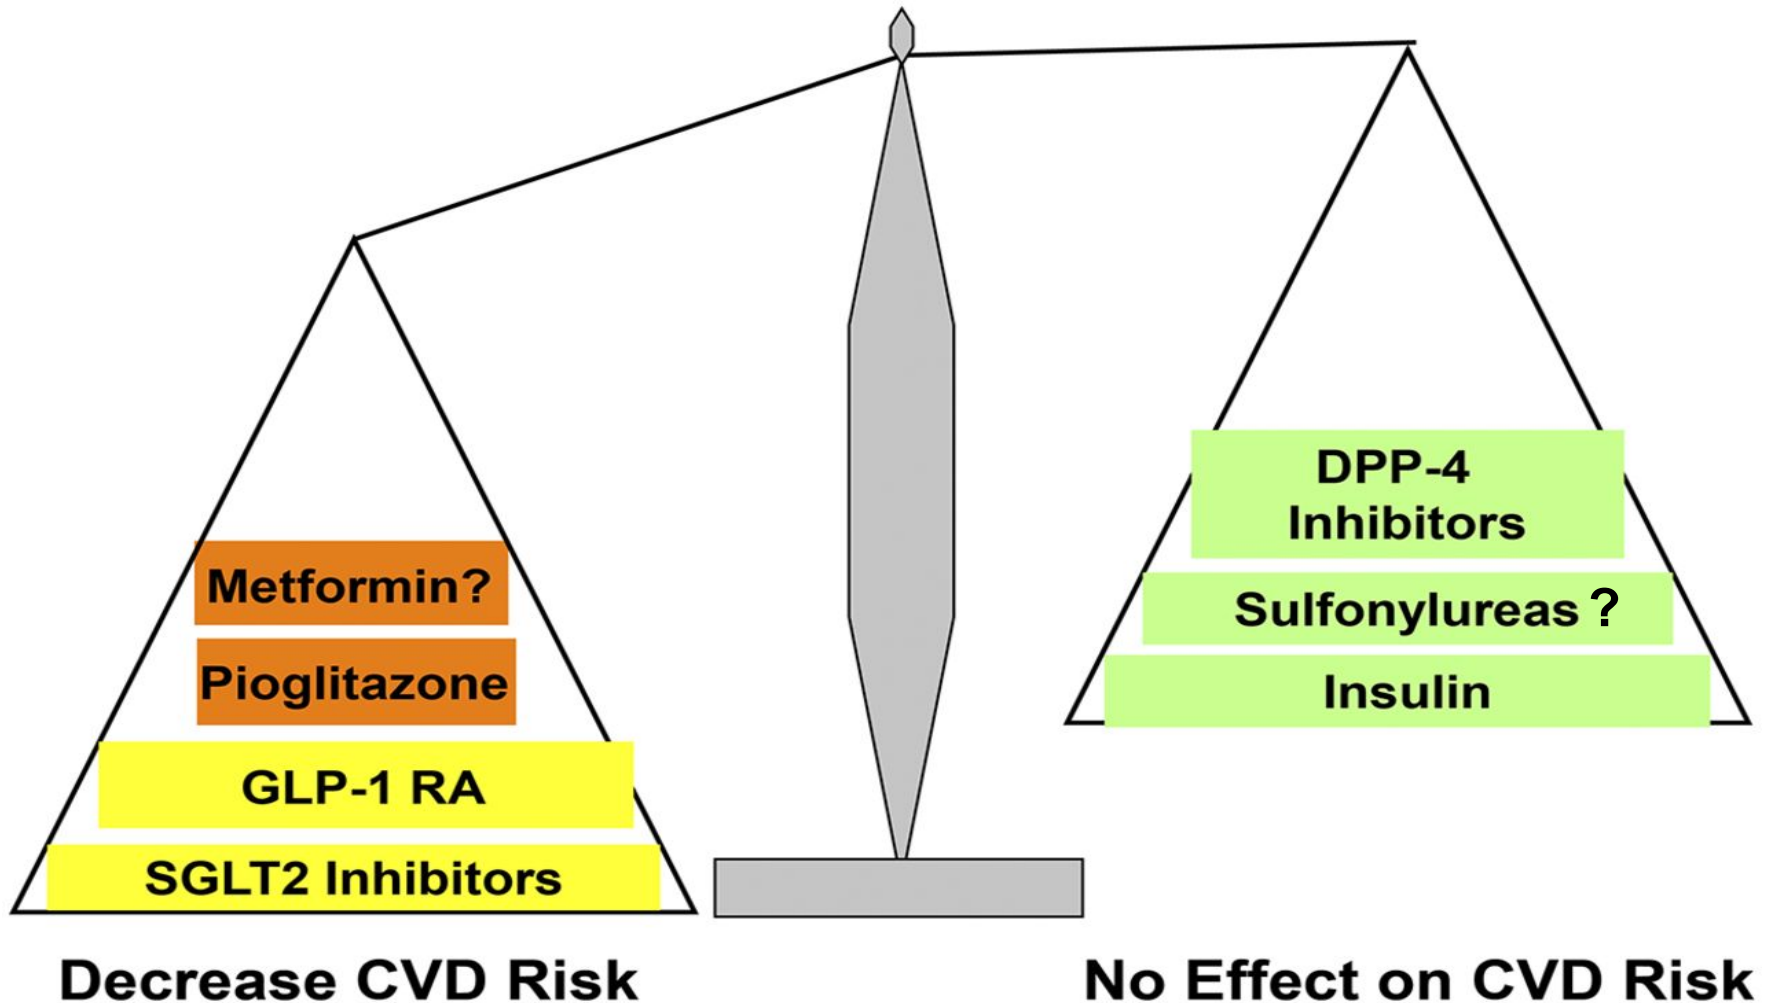 Metformin?
Pioglitazone
GLP-1 RA
SGLT2 Inhibitors
Decrease CVD Risk
DPP-4
Inhibitors
Sulfonylureas ?
Insulin
No Effect on CVD Risk